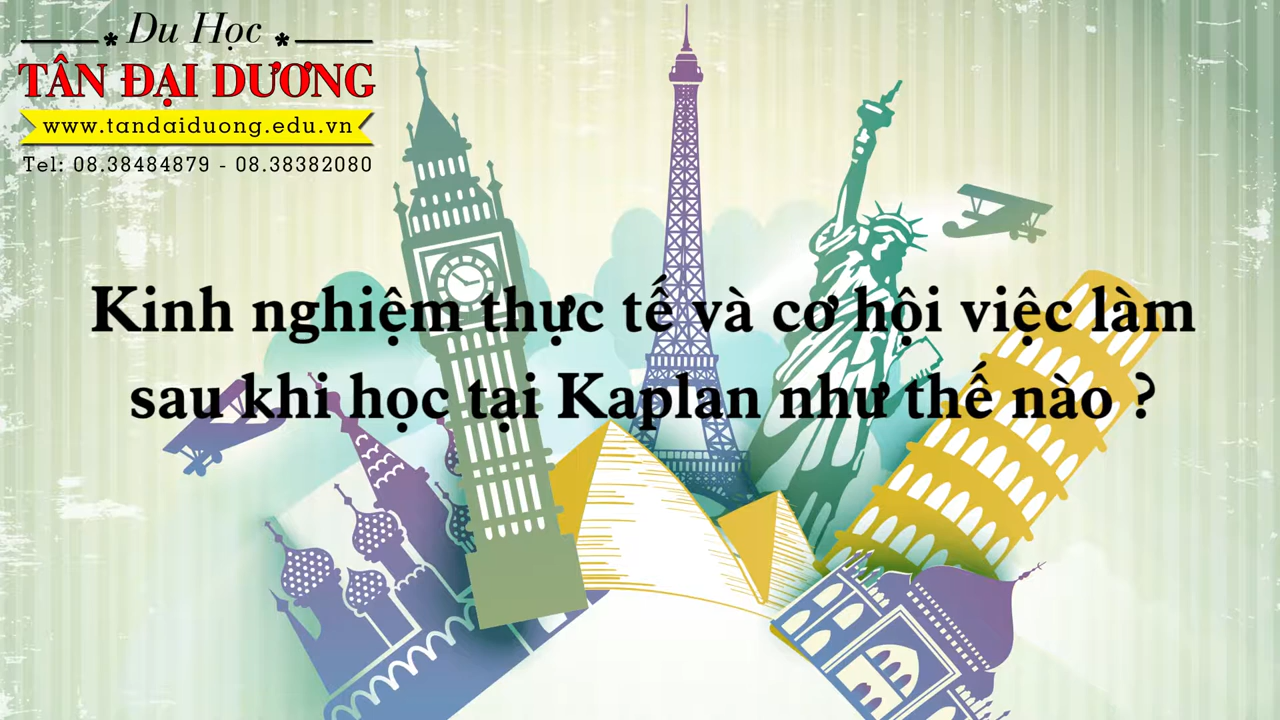 Du Học
TÂN ĐẠI DƯƠNG
www.tandaiduong.edu.vn
Tel: 08.38484879 - 08.38382080
Kinh nghiệm thực tế và cơ hội việc làm
sau khi học tại Kaplan như thế nào ?